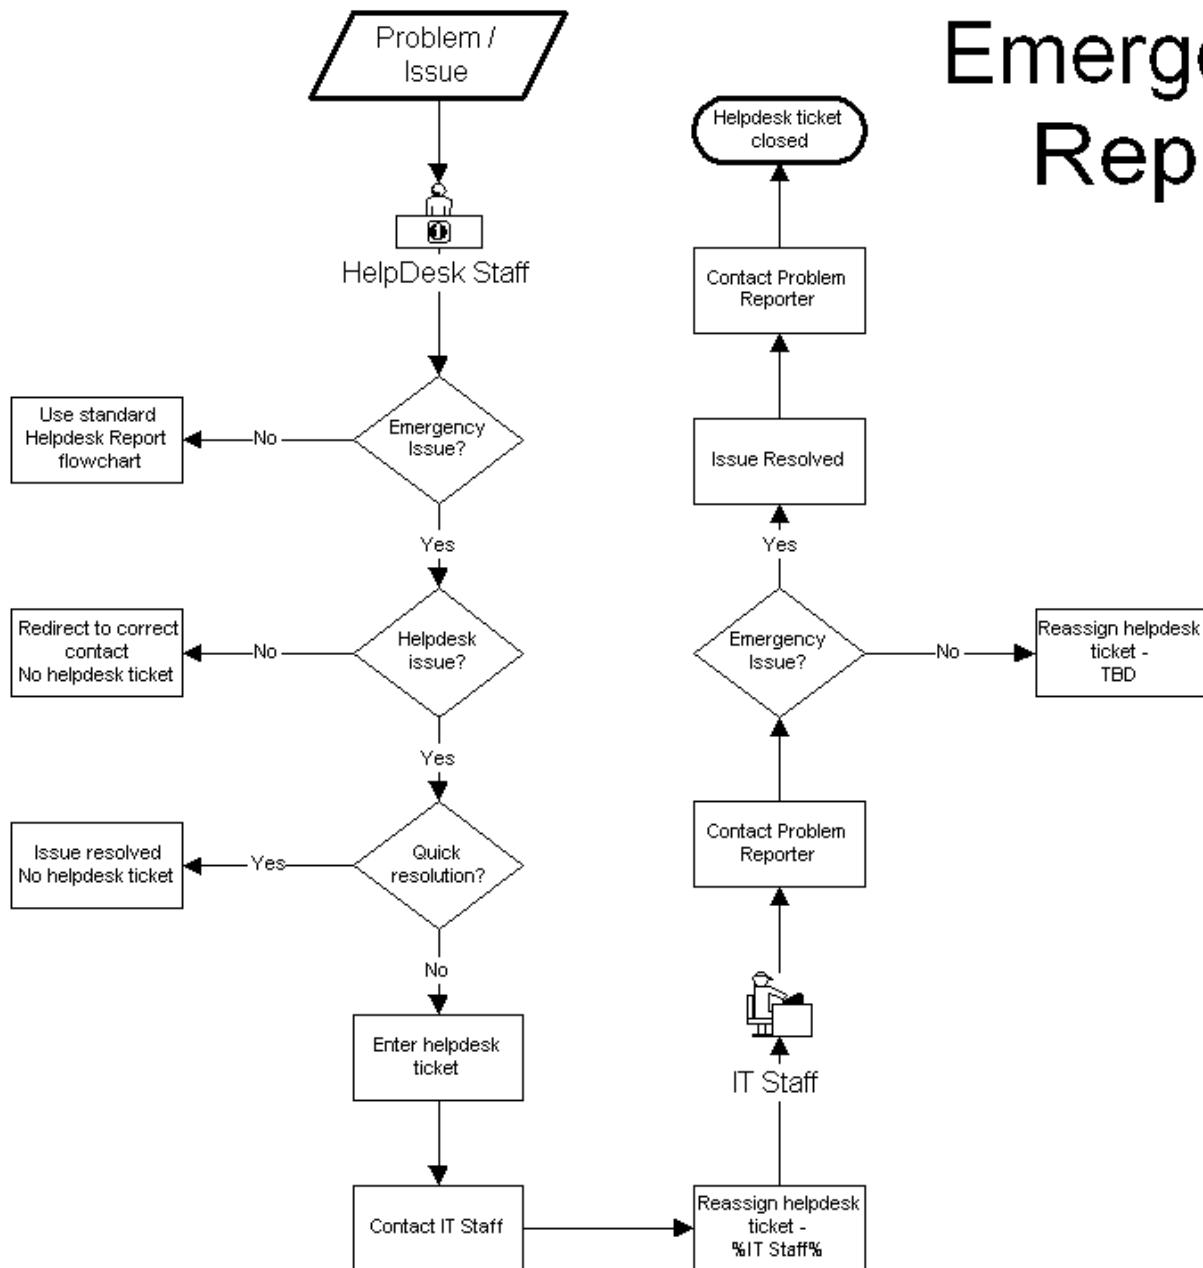 Problem /
Issue
HelpDesk Staff
Emergency
Issue?
No
Use standard
Helpdesk Report
flowchart
Yes
Helpdesk
issue?
No
Redirect to correct
contact
No helpdesk ticket
Yes
Quick
resolution?
Yes
Issue resolved
No helpdesk ticket
No
Enter helpdesk
ticket
Contact IT Staff
Reassign helpdesk
ticket -
%IT Staff%
IT Staff
Contact Problem
Reporter
Emergency
Issue?
No
Reassign helpdesk
ticket -
TBD
Yes
Issue Resolved
Contact Problem
Reporter
Helpdesk ticket
closed